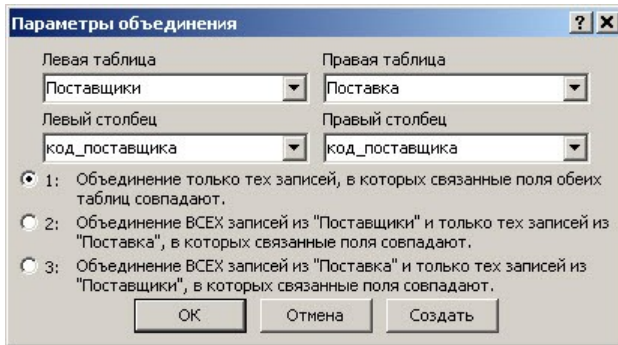 Параметры объединения
Левая таблица Правая таблица
Поставщики Поставка
Левый столбец Правый столбец
код_поставщика код_поставщика
1: Объединение только тех записей, в которых связанные поля обеих
таблиц совпадают.
2: Объединение ВСЕХ записей из "Поставщики" и только тех записей из
"Поставка", в которых связанные поля совпадают.
3: Объединение ВСЕХ записей из "Поставка" и только тех записей из
"Поставщики", в которых связанные поля совпадают.
ОК Отмена Создать